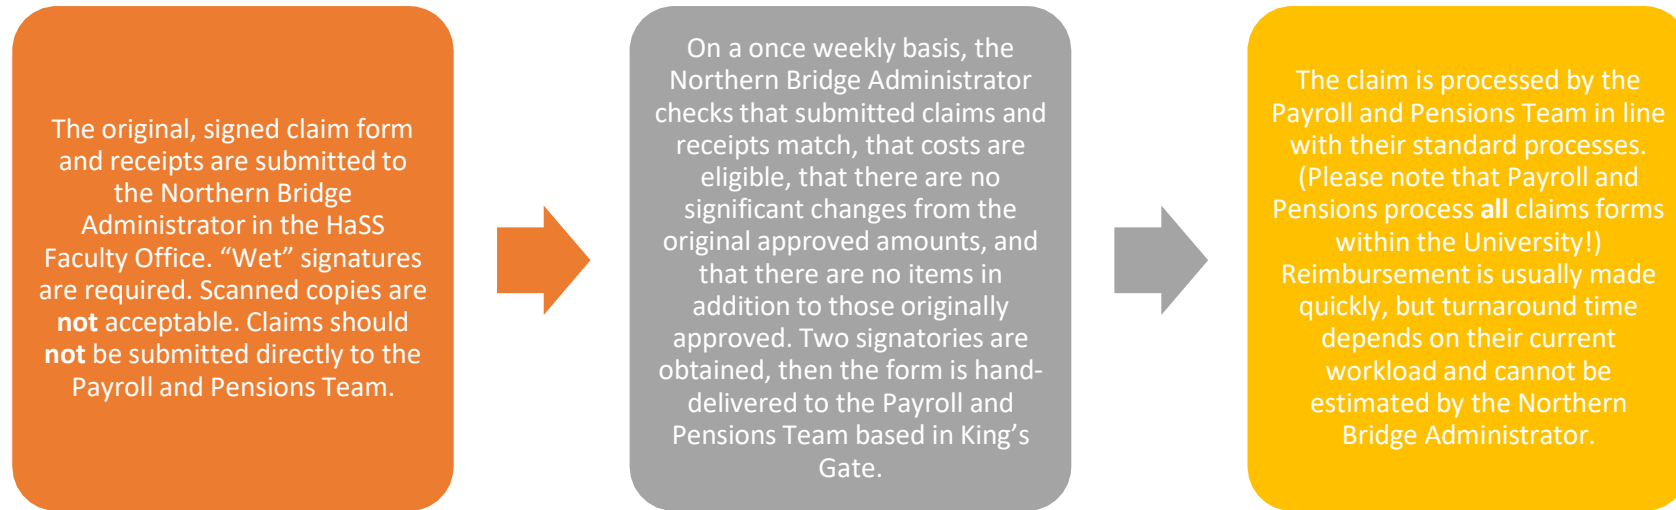 The original, signed claim form
and receipts are submitted to
the Northern Bridge
Administrator in the HaSS
Faculty Office. “Wet” signatures
are required. Scanned copies are
not acceptable. Claims should
not be submitted directly to the
Payroll and Pensions Team.
On a once weekly basis, the
Northern Bridge Administrator
checks that submitted claims and
receipts match, that costs are
eligible, that there are no
significant changes from the
original approved amounts, and
that there are no items in
addition to those originally
approved. Two signatories are
obtained, then the form is hand-
delivered to the Payroll and
Pensions Team based in King’s
Gate.
The claim is processed by the
Payroll and Pensions Team in line
with their standard processes.
(Please note that Payroll and
Pensions process all claims forms
within the University!)
Reimbursement is usually made
quickly, but turnaround time
depends on their current
workload and cannot be
estimated by the Northern
Bridge Administrator.